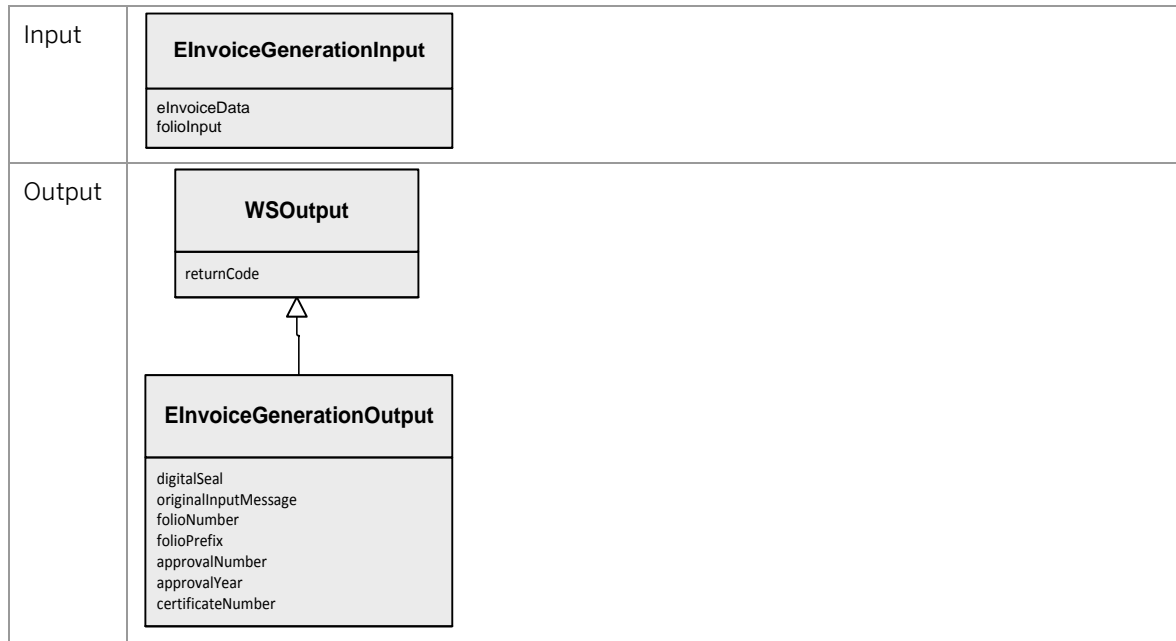 Input
EInvoiceGenerationInput
eInvoiceData
folioInput
Output
WSOutput
returnCode
EInvoiceGenerationOutput
digitalSeal
originalInputMessage
folioNumber
folioPrefix
approvalNumber
approvalYear
certificateNumber